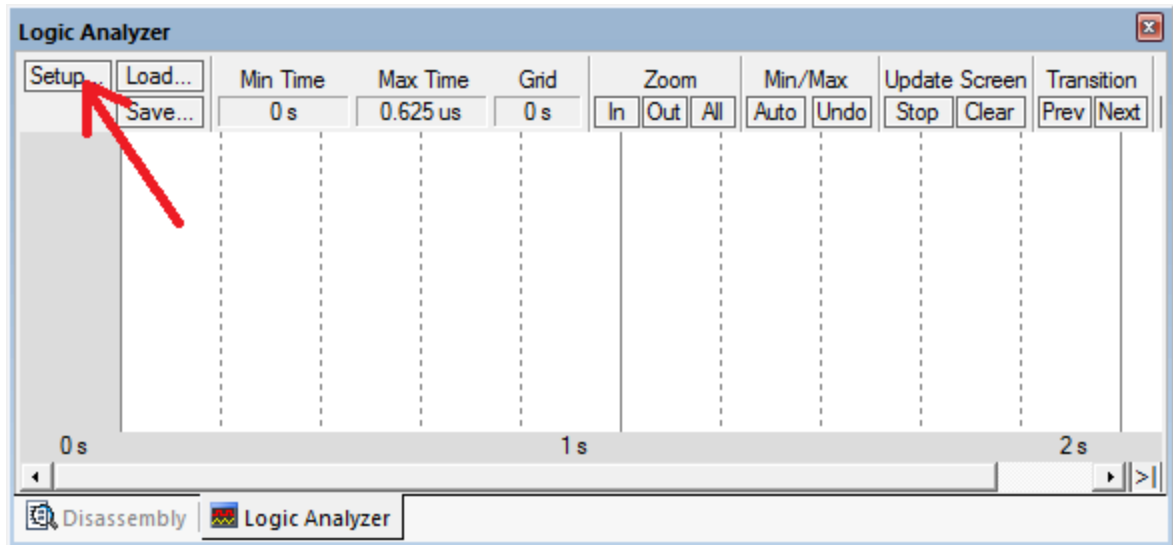 Logic Analyzer
Setup... Load... Min Time Max Time Grid Zoom Min/Max Update Screen Transition
Save... 0 s 0.625 us 0 s In Out All Auto Undo Stop Clear Prev Next
0 s 1 s 2 s
>|
Disassembly Logic Analyzer